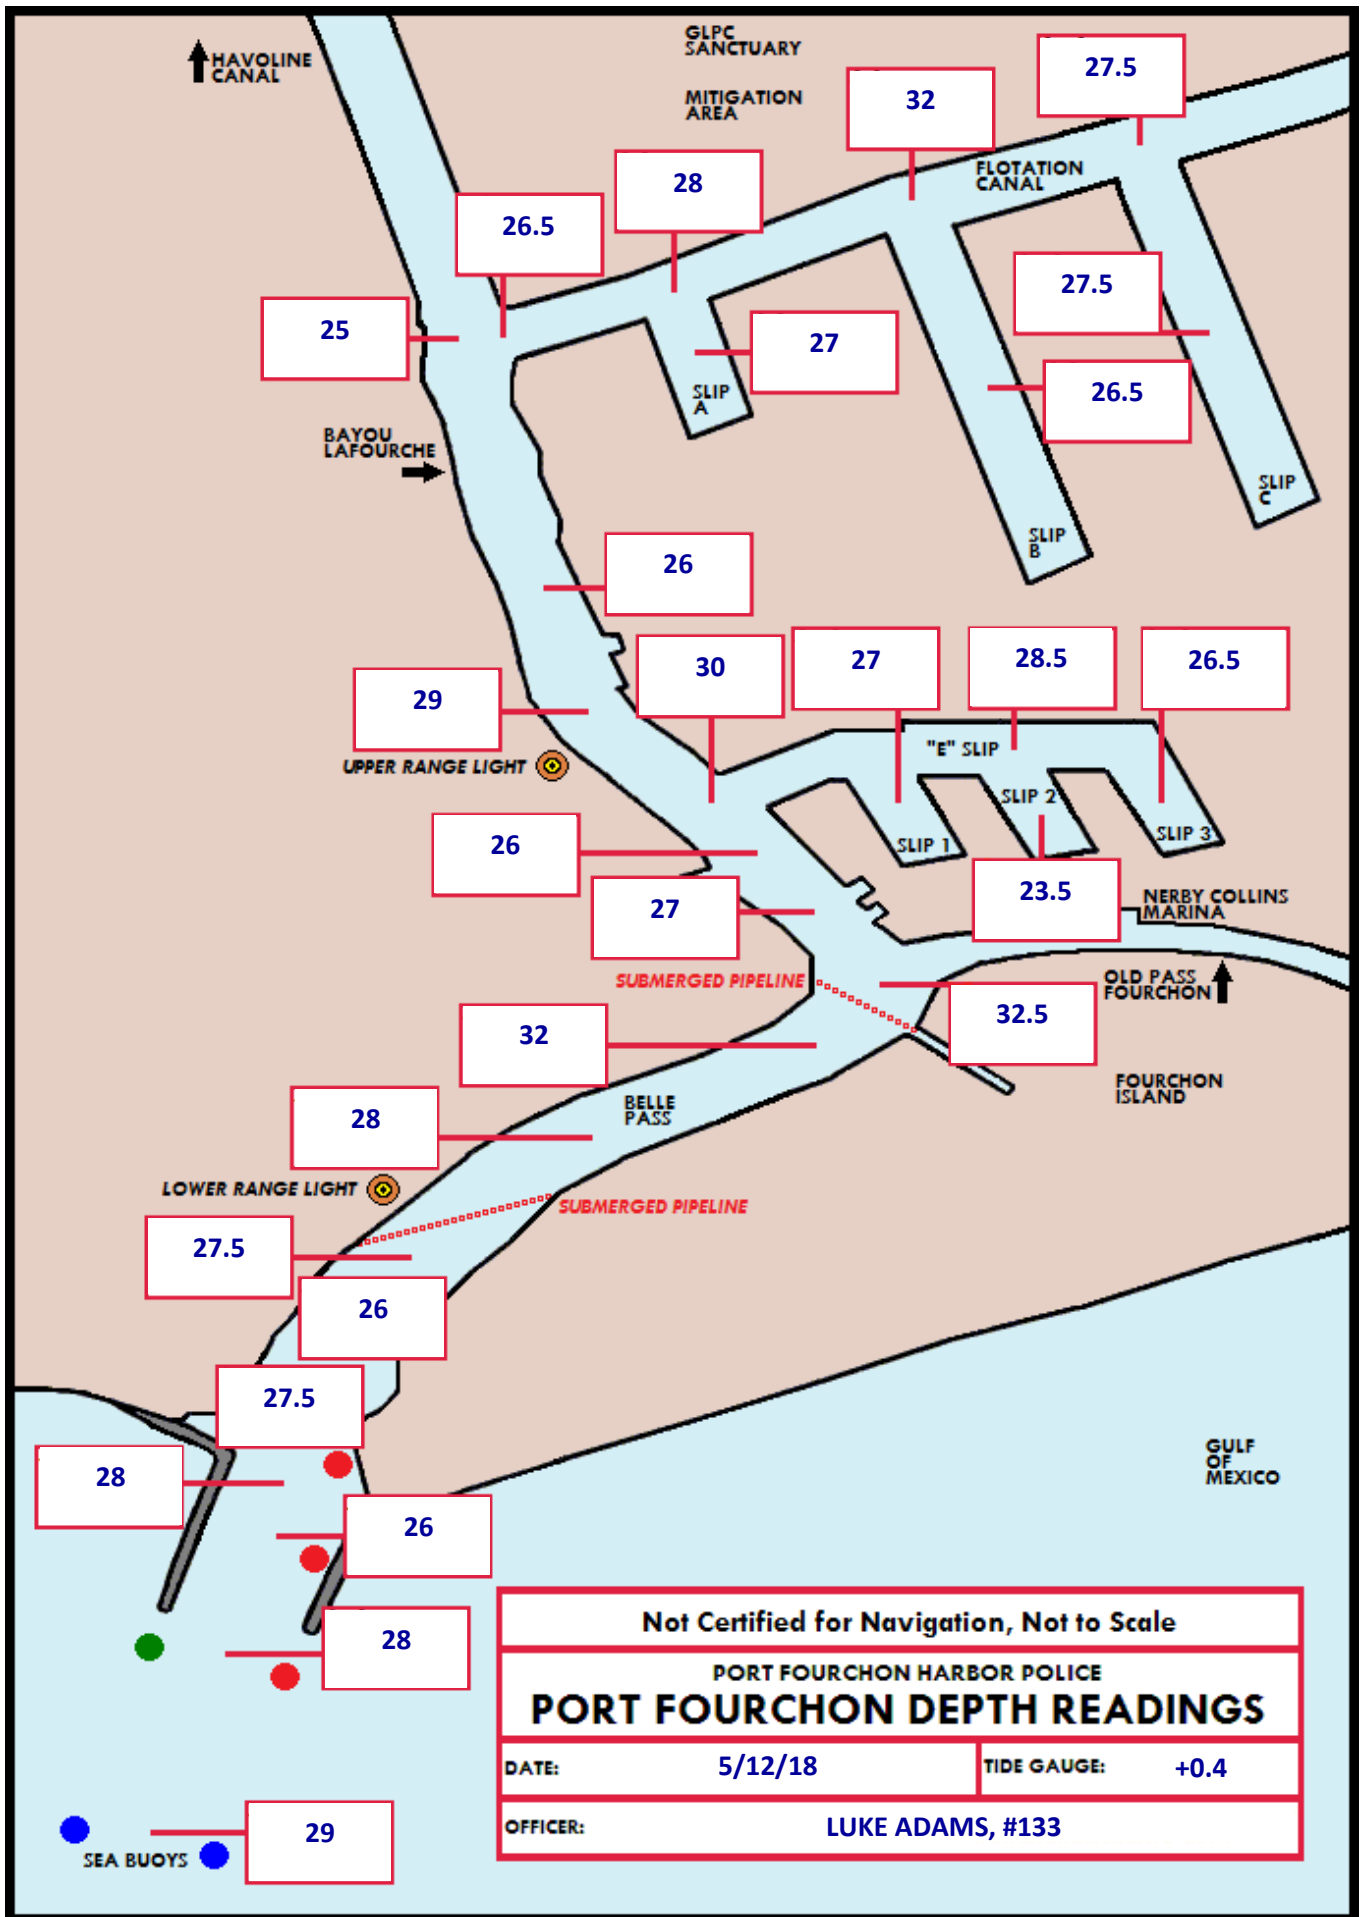 GLPC
SANCTUARY
HAVOLINE
CANAL
27.5
32
MITIGATION
AREA
FLOTATION
CANAL
28
26.5
27.5
25
27
SLIP
A
26.5
BAYOU
LAFOURCHE
SLIP
C
SLIP
B
26
30
27
28.5
26.5
29
"E" SLIP
UPPER RANGE LIGHT
SLIP 2
SLIP 1
SLIP 3
26
23.5
NERBY COLLINS
MARINA
27
SUBMERGED PIPELINE
OLD PASS
FOURCHON
32.5
32
FOURCHON
ISLAND
BELLE
PASS
28
LOWER RANGE LIGHT
SUBMERGED PIPELINE
27.5
26
27.5
GULF
OF
MEXICO
28
26
28
Not Certified for Navigation, Not to Scale
PORT FOURCHON HARBOR POLICE
PORT FOURCHON DEPTH READINGS
DATE: 5/12/18 TIDE GAUGE: +0.4
OFFICER: LUKE ADAMS, #133
29
SEA BUOYS